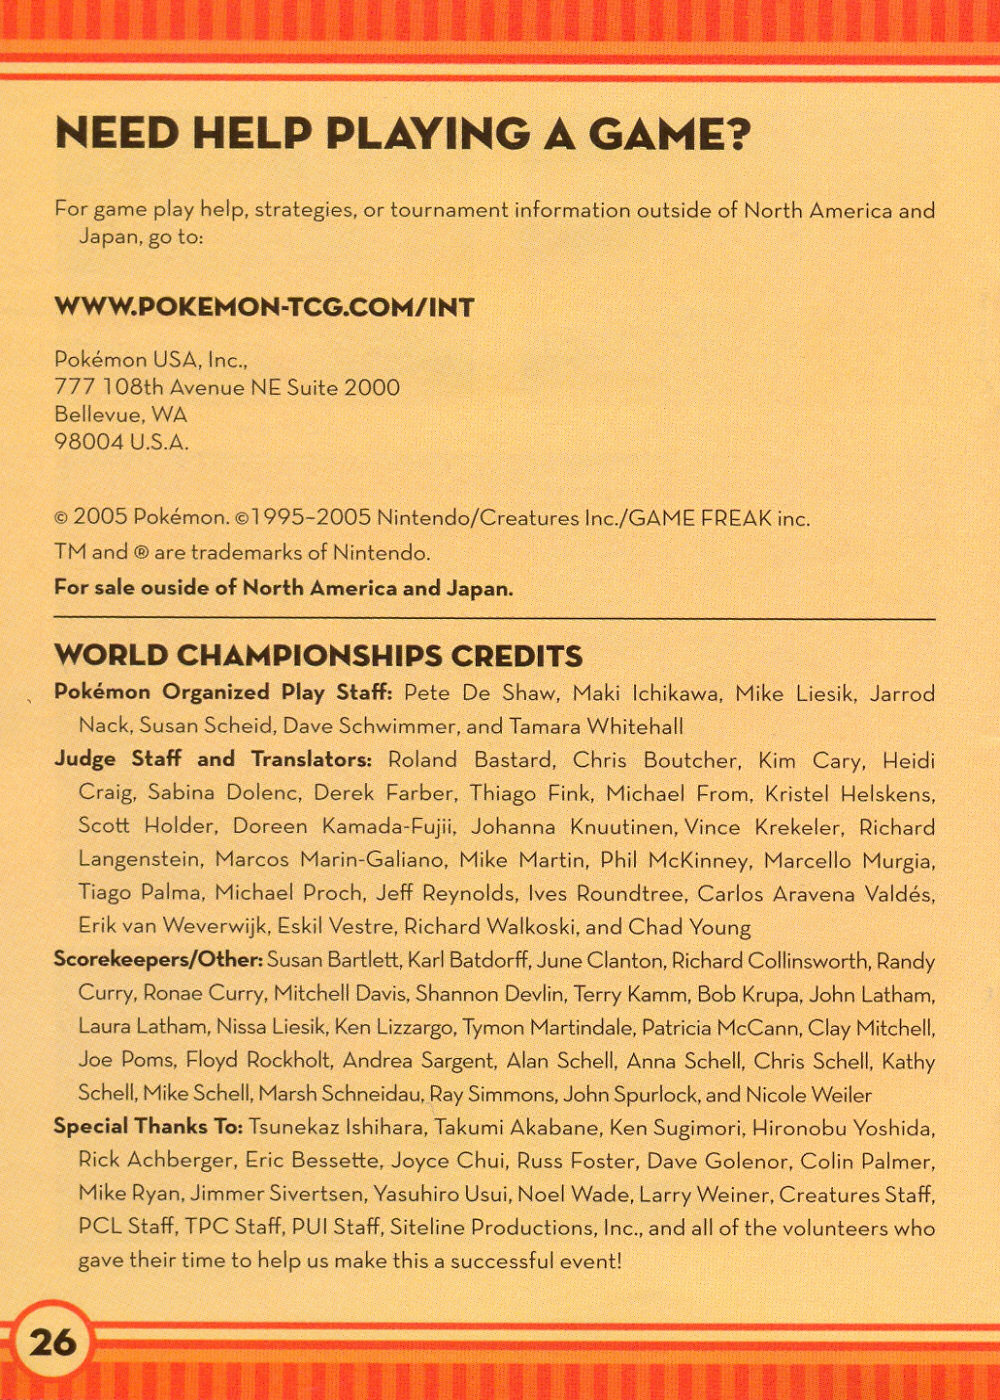 NEED HELP PLAYING A GAME?
For game play help, strategies, or tournament information outside of North America and
Japan, go to:
WWW.POKEMON-TCG.COM/INT
Pokémon USA, Inc.,
777 108th Avenue NE Suite 2000
Bellevue, WA
98004 U.S.A.
© 2005 Pokémon. ©1995–2005 Nintendo/Creatures Inc./GAME FREAK inc.
TM and ® are trademarks of Nintendo.
For sale ouside of North America and Japan.
WORLD CHAMPIONSHIPS CREDITS
Pokémon Organized Play Staff: Pete De Shaw, Maki Ichikawa, Mike Liesik, Jarrod
Nack, Susan Scheid, Dave Schwimmer, and Tamara Whitehall
Judge Staff and Translators: Roland Bastard, Chris Boutcher, Kim Cary, Heidi
Craig, Sabina Dolenc, Derek Farber, Thiago Fink, Michael From, Kristel Helskens,
Scott Holder, Doreen Kamada-Fujii, Johanna Knuutinen, Vince Krekeler, Richard
Langenstein, Marcos Marin-Galiano, Mike Martin, Phil McKinney, Marcello Murgia,
Tiago Palma, Michael Proch, Jeff Reynolds, Ives Roundtree, Carlos Aravena Valdés,
Erik van Weverwijk, Eskil Vestre, Richard Walkoski, and Chad Young
Scorekeepers/Other: Susan Bartlett, Karl Batdorff, June Clanton, Richard Collinsworth, Randy
Curry, Ronae Curry, Mitchell Davis, Shannon Devlin, Terry Kamm, Bob Krupa, John Latham,
Laura Latham, Nissa Liesik, Ken Lizzargo, Tymon Martindale, Patricia McCann, Clay Mitchell,
Joe Poms, Floyd Rockholt, Andrea Sargent, Alan Schell, Anna Schell, Chris Schell, Kathy
Schell, Mike Schell, Marsh Schneidau, Ray Simmons, John Spurlock, and Nicole Weiler
Special Thanks To: Tsunekaz Ishihara, Takumi Akabane, Ken Sugimori, Hironobu Yoshida,
Rick Achberger, Eric Bessette, Joyce Chui, Russ Foster, Dave Golenor, Colin Palmer,
Mike Ryan, Jimmer Sivertsen, Yasuhiro Usui, Noel Wade, Larry Weiner, Creatures Staff,
PCL Staff, TPC Staff, PUI Staff, Siteline Productions, Inc., and all of the volunteers who
gave their time to help us make this a successful event!
26